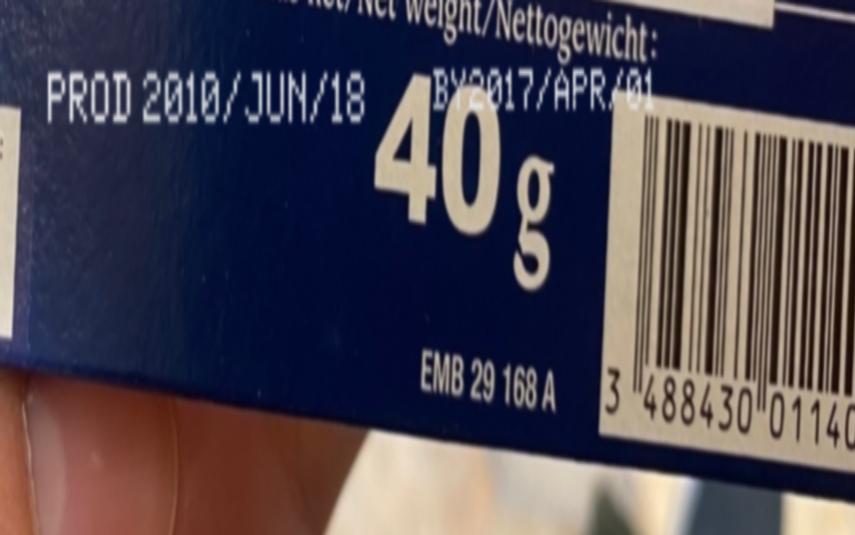 Net weight/Nettogewicht:
PROD 2010/JUN/18 BY2017/APR/01
40 g
EMB 29 168 A
3 488430 01140